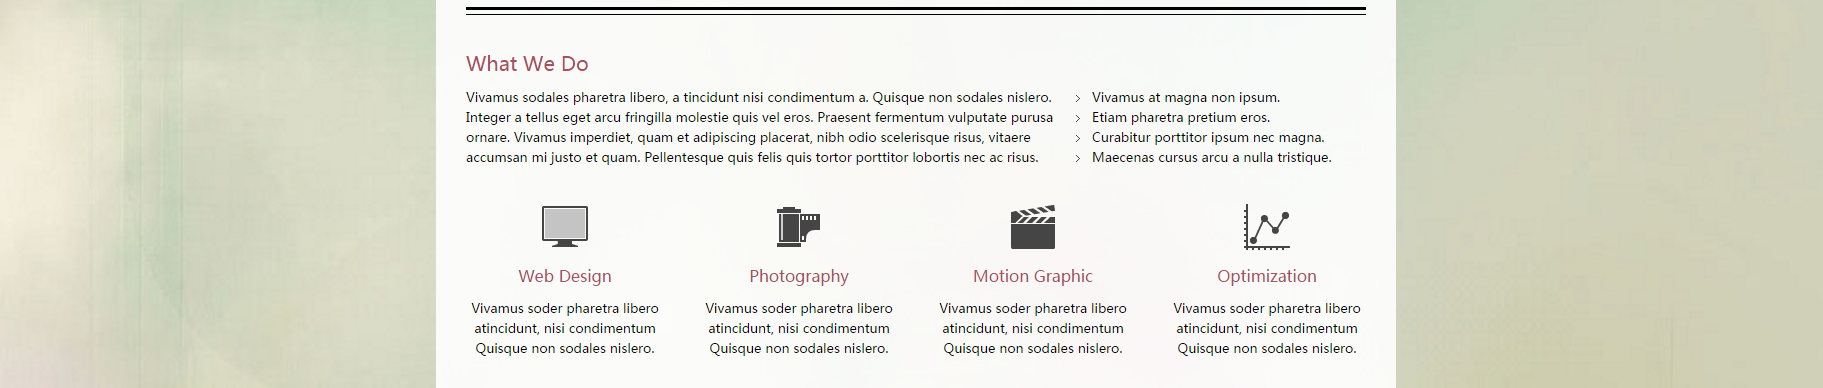 What We Do
Vivamus sodales pharetra libero, a tincidunt nisi condimentum a. Quisque non sodales nislero.
Integer a tellus eget arcu fringilla molestie quis vel eros. Praesent fermentum vulputate purusa
ornare. Vivamus imperdiet, quam et adipiscing placerat, nibh odio scelerisque risus, vitaere
accumsan mi justo et quam. Pellentesque quis felis quis tortor porttitor lobortis nec ac risus.
Vivamus at magna non ipsum.
Etiam pharetra pretium eros.
Curabitur porttitor ipsum nec magna.
Maecenas cursus arcu a nulla tristique.
Web Design
Vivamus soder pharetra libero
atincidunt, nisi condimentum
Quisque non sodales nislero.
Photography
Vivamus soder pharetra libero
atincidunt, nisi condimentum
Quisque non sodales nislero.
Motion Graphic
Vivamus soder pharetra libero
atincidunt, nisi condimentum
Quisque non sodales nislero.
Optimization
Vivamus soder pharetra libero
atincidunt, nisi condimentum
Quisque non sodales nislero.